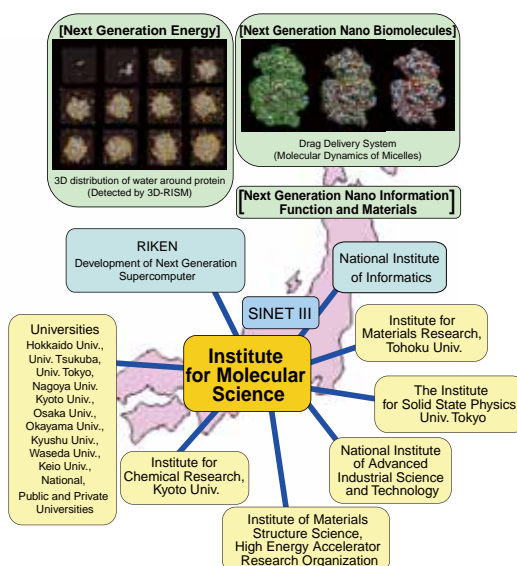 [Next Generation Energy]
3D distribution of water around protein
(Detected by 3D-RISM)
[Next Generation Nano Biomolecules]
Drag Delivery System
(Molecular Dynamics of Micelles)
[Next Generation Nano Information
Function and Materials]
RIKEN
Development of Next Generation
Supercomputer
National Institute
of Informatics
SINET III
Institute
for Molecular
Science
Universities
Hokkaido Univ.,
Univ. Tsukuba,
Univ. Tokyo,
Nagoya Univ.
Kyoto Univ.,
Osaka Univ.,
Okayama Univ.,
Kyushu Univ.,
Waseda Univ.,
Keio Univ.,
National,
Public and Private
Universities
Institute for
Materials Research,
Tohoku Univ.
The Institute
for Solid State Physics
Univ. Tokyo
National Institute
of Advanced
Industrial Science
and Technology
Institute for
Chemical Research,
Kyoto Univ.
Institute of Materials
Structure Science,
High Energy Accelerator
Research Organization